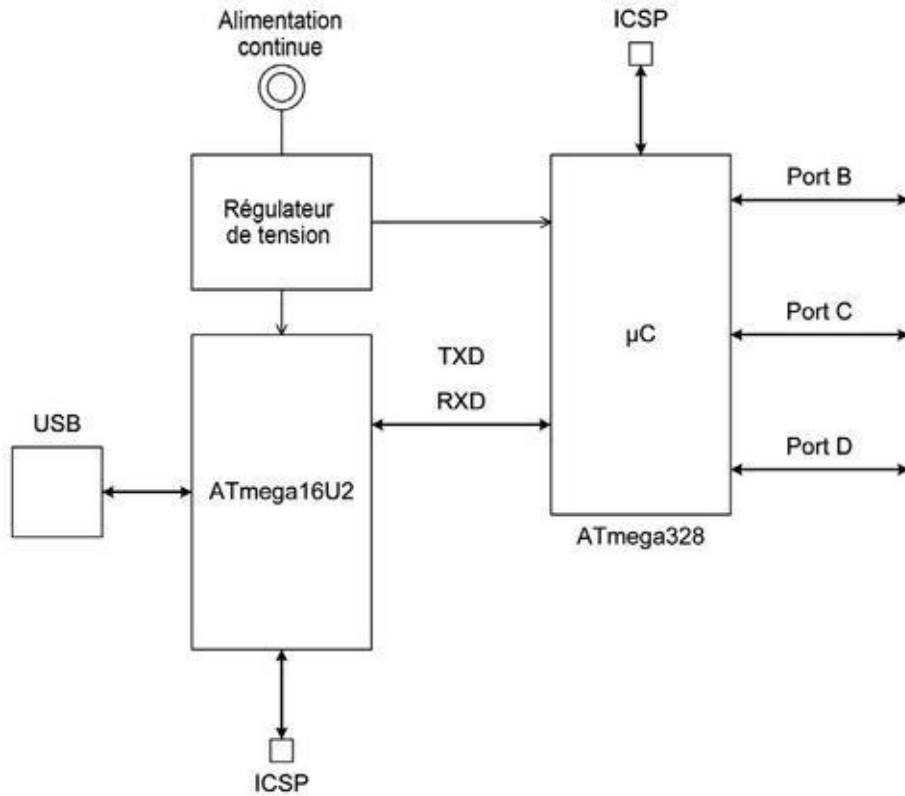 Alimentation
continue
ICSP
Régulateur
de tension
Port B
Port C
µC
TXD
RXD
USB
Port D
ATmega16U2
ATmega328
ICSP